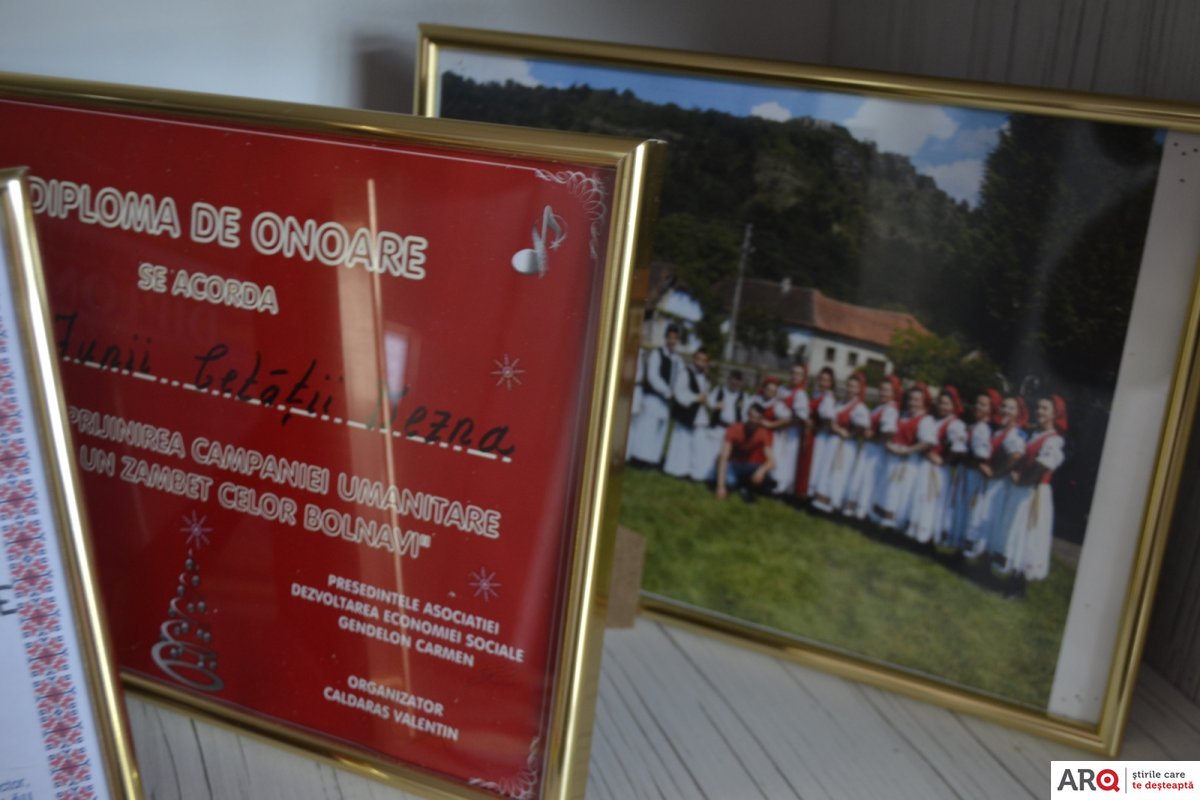 DIPLOMA DE ONOARE
SE ACORDA
Junii Cetății Mezna
PRIJINIREA CAMPANIEI UMANITARE
UN ZAMBET CELOR BOLNAVI"
PRESEDINTELE ASOCIATIEI
DEZVOLTAREA ECONOMIEI SOCIALE
GENDELON CARMEN
ORGANIZATOR
CALDARAS VALENTIN
ARQ știrile care
te deșteaptă